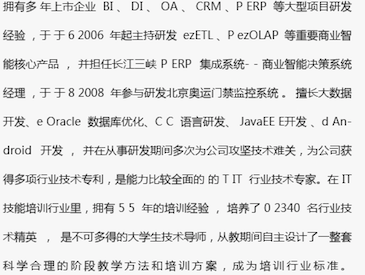 拥有多 年上市企业 BI 、 DI 、 OA 、 CRM 、P ERP 等大型项目研发
经验 ，于 于 6 2006 年起主持研发 ezETL 、P ezOLAP 等重要商业智
能核心产品 ， 并担任长江三峡 P ERP 集成系统- - 商业智能决策系统
经理 ，于 于 8 2008 年参与研发北京奥运门禁监控系统 。 擅长大数据
开发、e Oracle 数据库优化、C C 语言研发、 JavaEE E开发 、d An-
droid 开发 ， 并在从事研发期间多次为公司攻坚技术难关，为公司获
得多项行业技术专利，是能力比较全面的 的 T IT 行业技术专家。在 IT
技能培训行业里，拥有 5 5 年的培训经验 ， 培养了 0 2340 名行业技
术精英 ， 是不可多得的大学生技术导师，从教期间自主设计了一整套
科学合理的阶段教学方法和培训方案，成为培训行业标准。